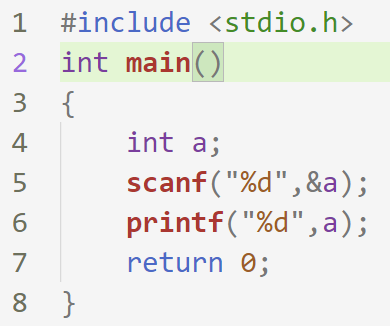 1 #include <stdio.h>
2 int main()
3 {
4     int a;
5     scanf("%d",&a);
6     printf("%d",a);
7     return 0;
8 }